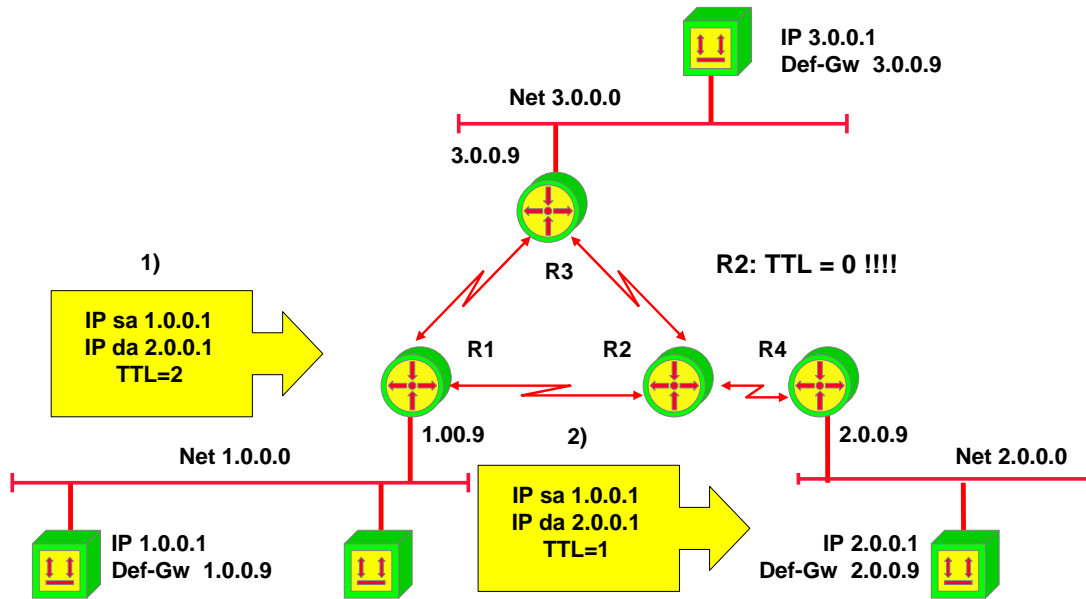 IP 3.0.0.1
Def-Gw 3.0.0.9
Net 3.0.0.0
3.0.0.9
R3
R2: TTL = 0 !!!!
1)
IP sa 1.0.0.1
IP da 2.0.0.1
TTL=2
R1
R2
R4
1.00.9
2.0.0.9
Net 1.0.0.0
2)
Net 2.0.0.0
IP sa 1.0.0.1
IP da 2.0.0.1
TTL=1
IP 1.0.0.1
Def-Gw 1.0.0.9
IP 2.0.0.1
Def-Gw 2.0.0.9